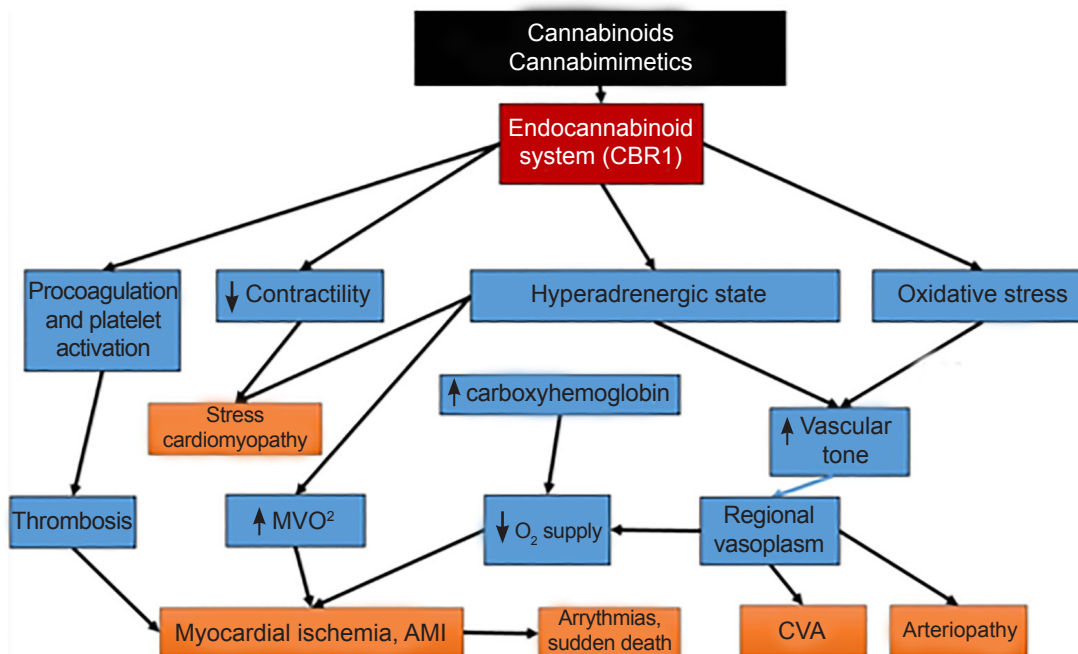 Cannabinoids
Cannabimimetics
Endocannabinoid
system (CBR1)
Procoagulation
and platelet
activation
↓ Contractility
Hyperadrenergic state
Oxidative stress
Stress
cardiomyopathy
↑ carboxyhemoglobin
↑ Vascular
tone
Thrombosis
↑ MVO²
↓ O₂ supply
Regional
vasoplasm
Myocardial ischemia, AMI
Arrythmias,
sudden death
CVA
Arteriopathy